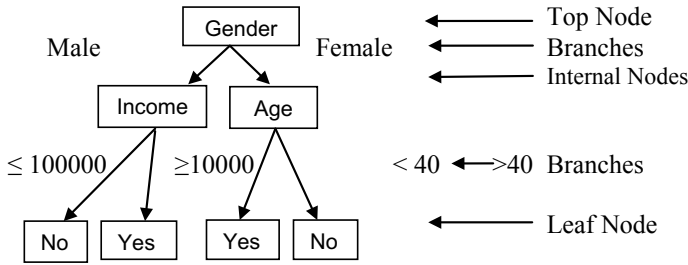 Gender
Top Node
Male
Female
Branches
Internal Nodes
Income
Age
≤ 100000
≥10000
< 40
>40
Branches
No
Yes
Yes
No
Leaf Node